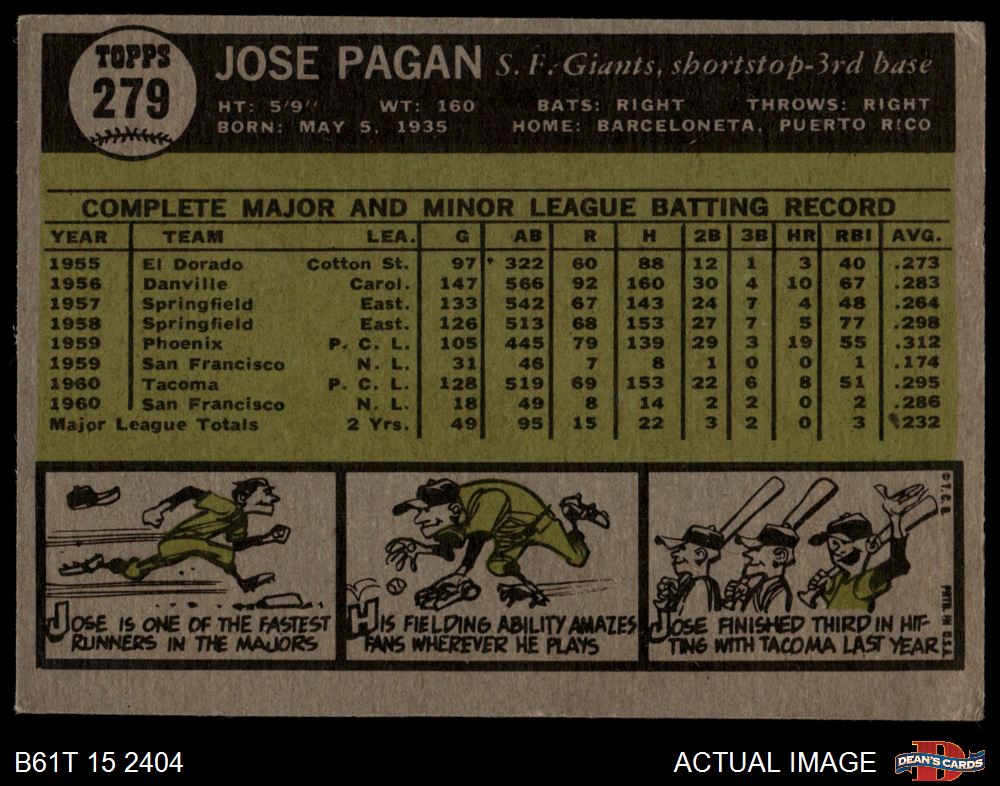 TOPPS
279
JOSE PAGAN S. F. Giants, shortstop-3rd base
HT: 5'9" WT: 160 BATS: RIGHT THROWS: RIGHT
BORN: MAY 5, 1935 HOME: BARCELONETA, PUERTO RICO
COMPLETE MAJOR AND MINOR LEAGUE BATTING RECORD
YEAR TEAM LEA. G AB R H 2B 3B HR RBI AVG.
1955 El Dorado Cotton St. 97 322 60 88 12 1 3 40 .273
1956 Danville Carol. 147 566 92 160 30 4 10 67 .283
1957 Springfield East. 133 542 67 143 24 7 4 48 .264
1958 Springfield East. 126 513 68 153 27 7 5 77 .298
1959 Phoenix P. C. L. 105 445 79 139 29 3 19 55 .312
1959 San Francisco N. L. 31 46 7 8 1 0 0 1 .174
1960 Tacoma P. C. L. 128 519 69 153 22 6 8 51 .295
1960 San Francisco N. L. 18 49 8 14 2 2 0 2 .286
Major League Totals 2 Yrs. 49 95 15 22 3 2 0 3 .232
JOSE IS ONE OF THE FASTEST
RUNNERS IN THE MAJORS
HIS FIELDING ABILITY AMAZES
FANS WHEREVER HE PLAYS
JOSE FINISHED THIRD IN HIT-
TING WITH TACOMA LAST YEAR
© T. C. G.
PRTD. IN U.S.A.
B61T 15 2404
ACTUAL IMAGE
D
DEAN'S CARDS